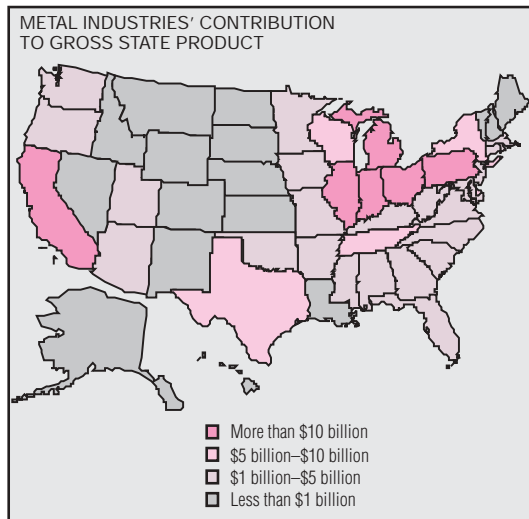 METAL INDUSTRIES' CONTRIBUTION
TO GROSS STATE PRODUCT
More than $10 billion
$5 billion–$10 billion
$1 billion–$5 billion
Less than $1 billion